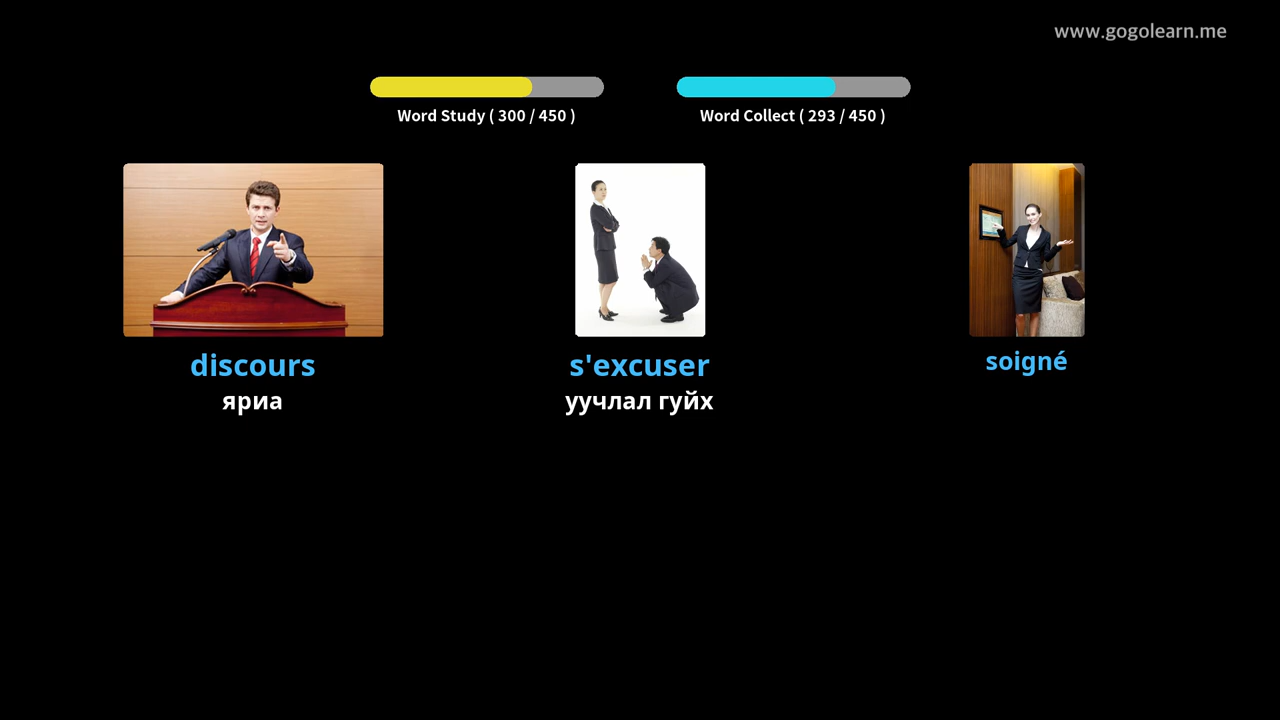 www.gogolearn.me
Word Study ( 300 / 450 )
Word Collect ( 293 / 450 )
discours
яриа
s'excuser
уучлал гуйх
soigné